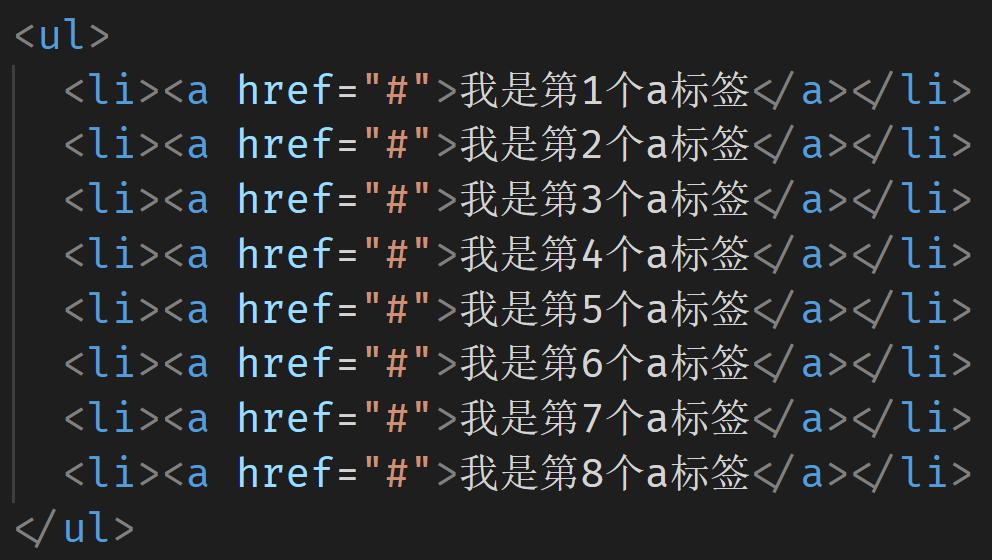 <ul>
<li><a href="#">我是第1个a标签</a></li>
<li><a href="#">我是第2个a标签</a></li>
<li><a href="#">我是第3个a标签</a></li>
<li><a href="#">我是第4个a标签</a></li>
<li><a href="#">我是第5个a标签</a></li>
<li><a href="#">我是第6个a标签</a></li>
<li><a href="#">我是第7个a标签</a></li>
<li><a href="#">我是第8个a标签</a></li>
</ul>